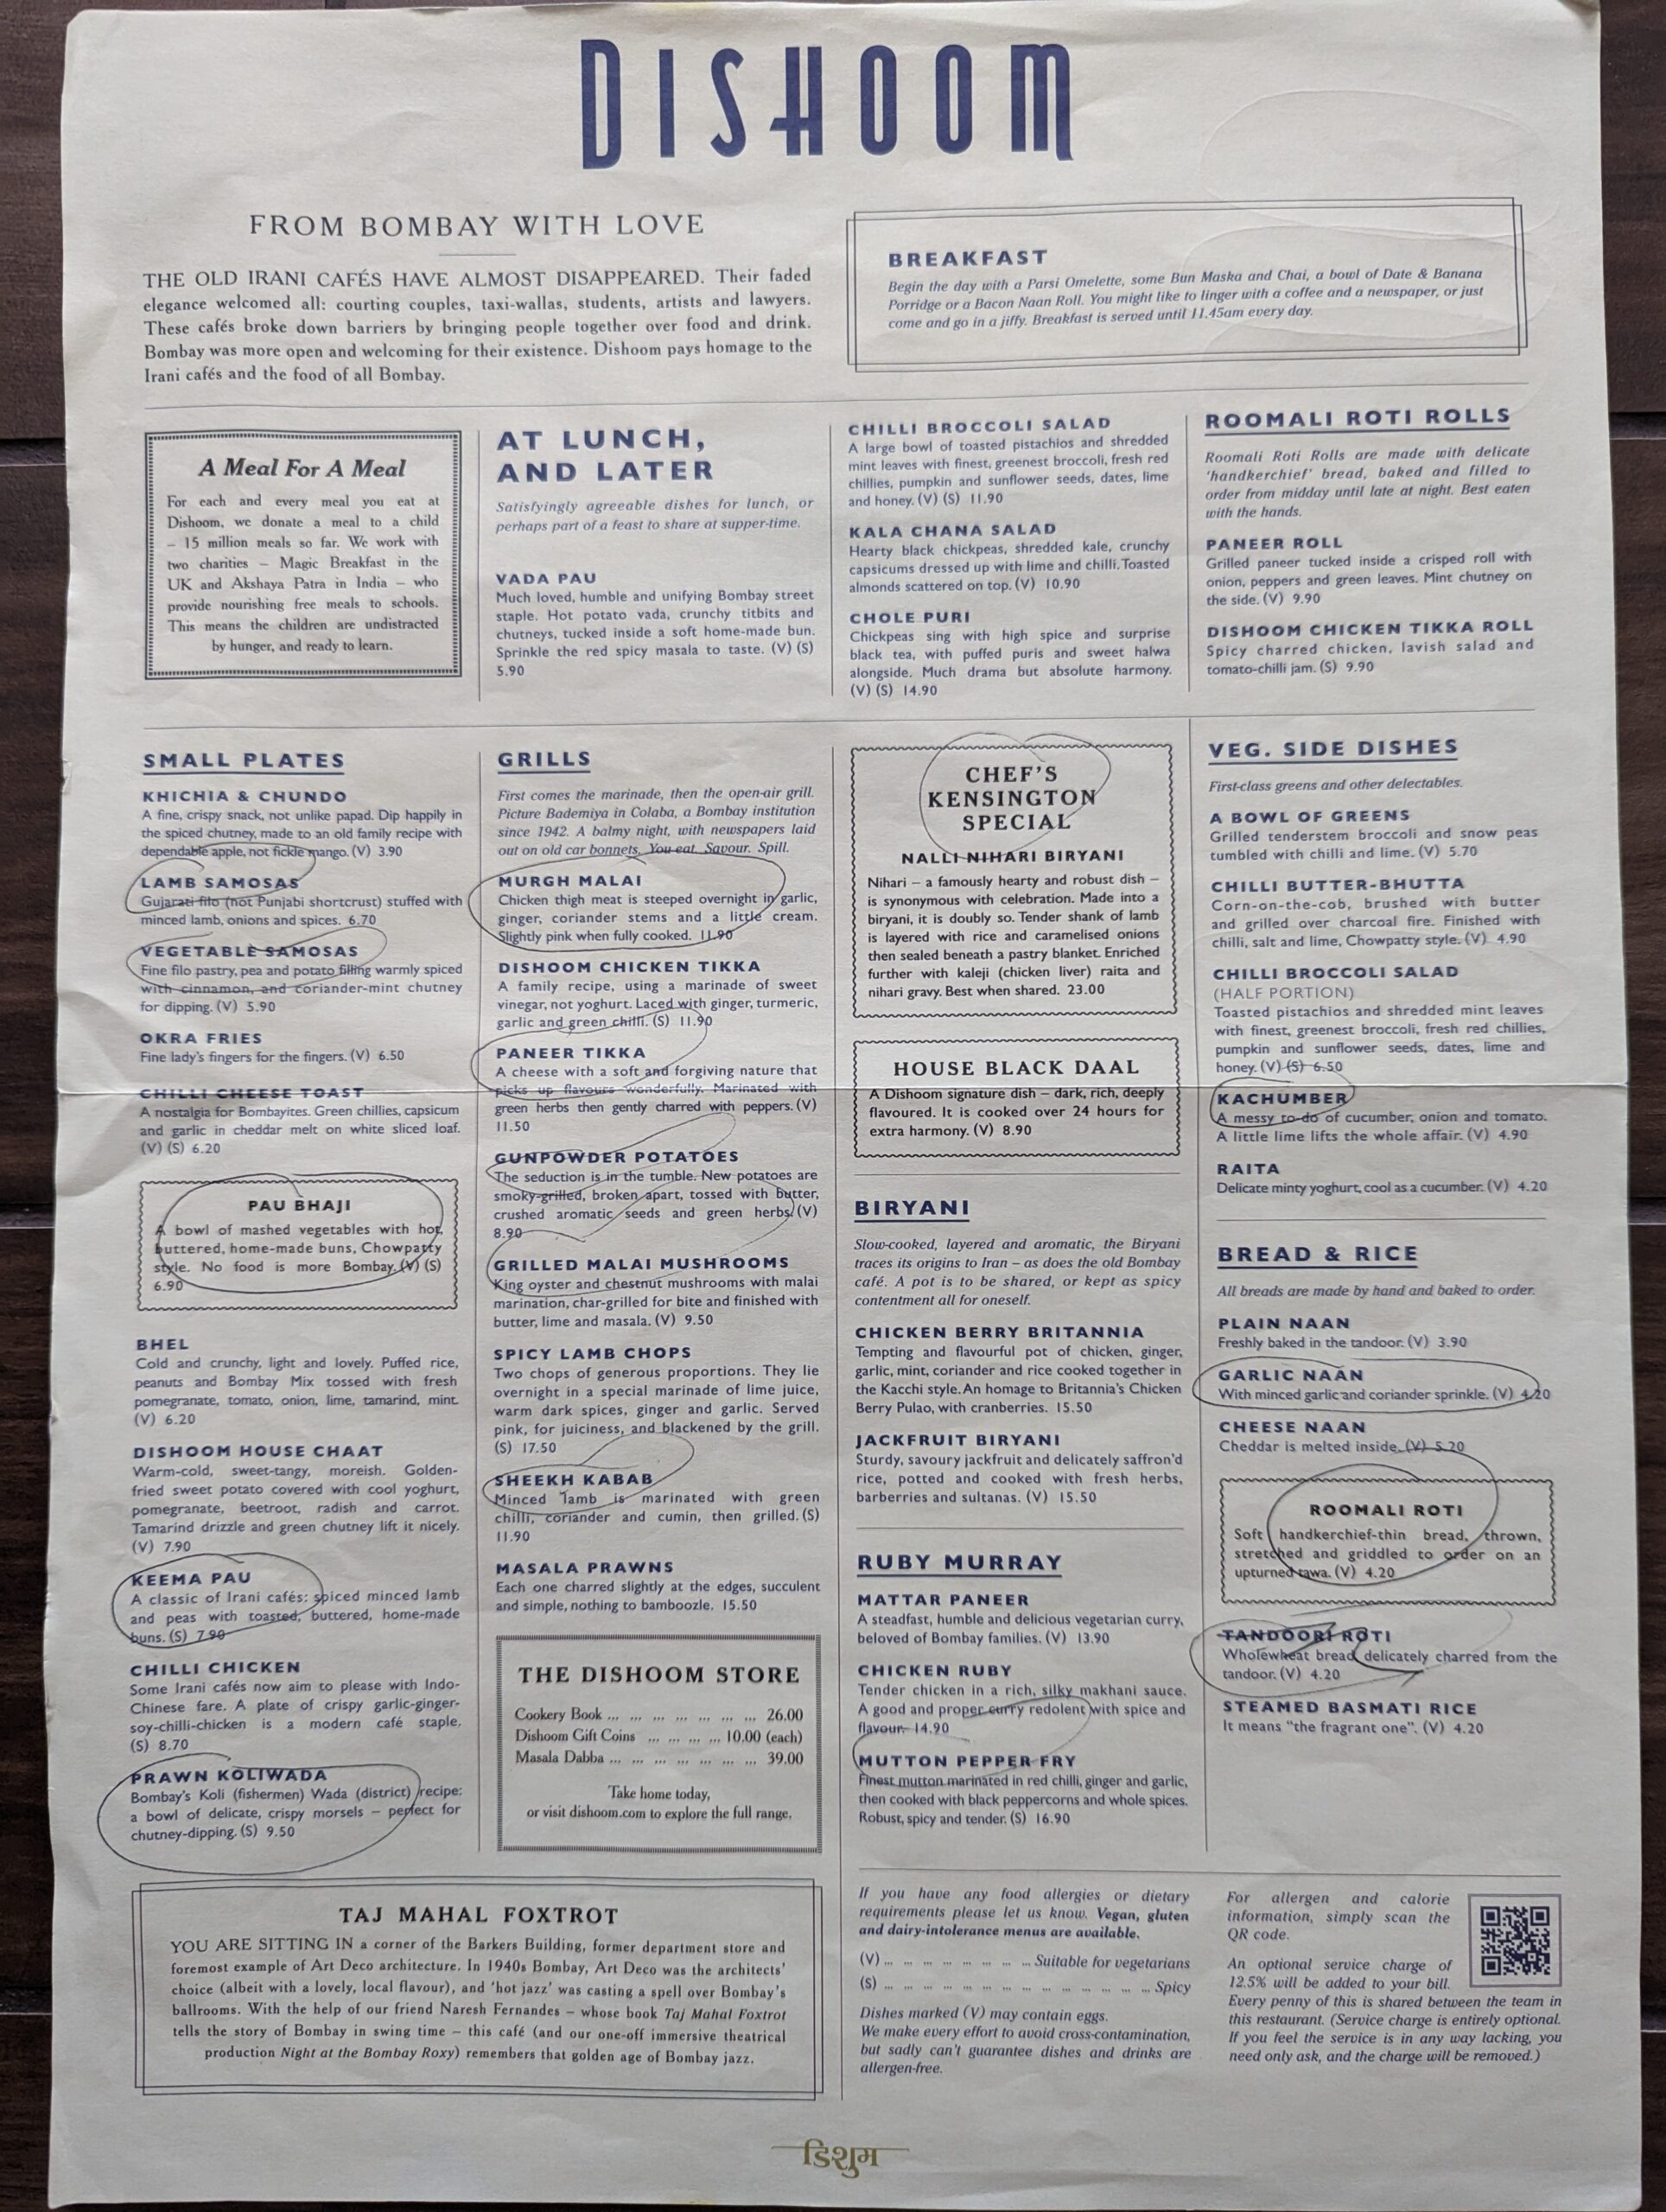 DISHOOM
FROM BOMBAY WITH LOVE
THE OLD IRANI CAFÉS HAVE ALMOST DISAPPEARED. Their faded
elegance welcomed all: courting couples, taxi-wallas, students, artists and lawyers.
These cafés broke down barriers by bringing people together over food and drink.
Bombay was more open and welcoming for their existence. Dishoom pays homage to the
Irani cafés and the food of all Bombay.
BREAKFAST
Begin the day with a Parsi Omelette, some Bun Maska and Chai, a bowl of Date & Banana
Porridge or a Bacon Naan Roll. You might like to linger with a coffee and a newspaper, or just
come and go in a jiffy. Breakfast is served until 11.45am every day.
A Meal For A Meal
For each and every meal you eat at
Dishoom, we donate a meal to a child
– 15 million meals so far. We work with
two charities – Magic Breakfast in the
UK and Akshaya Patra in India – who
provide nourishing free meals to schools.
This means the children are undistracted
by hunger, and ready to learn.
AT LUNCH,
AND LATER
Satisfyingly agreeable dishes for lunch, or
perhaps part of a feast to share at supper-time.
VADA PAU
Much loved, humble and unifying Bombay street
staple. Hot potato vada, crunchy titbits and
chutneys, tucked inside a soft home-made bun.
Sprinkle the red spicy masala to taste. (V) (S)
5.90
CHILLI BROCCOLI SALAD
A large bowl of toasted pistachios and shredded
mint leaves with finest, greenest broccoli, fresh red
chillies, pumpkin and sunflower seeds, dates, lime
and honey. (V) (S) 11.90
KALA CHANA SALAD
Hearty black chickpeas, shredded kale, crunchy
capsicums dressed up with lime and chilli. Toasted
almonds scattered on top. (V) 10.90
CHOLE PURI
Chickpeas sing with high spice and surprise
black tea, with puffed puris and sweet halwa
alongside. Much drama but absolute harmony.
(V) (S) 14.90
ROOMALI ROTI ROLLS
Roomali Roti Rolls are made with delicate
'handkerchief' bread, baked and filled to
order from midday until late at night. Best eaten
with the hands.
PANEER ROLL
Grilled paneer tucked inside a crisped roll with
onion, peppers and green leaves. Mint chutney on
the side. (V) 9.90
DISHOOM CHICKEN TIKKA ROLL
Spicy charred chicken, lavish salad and
tomato-chilli jam. (S) 9.90
SMALL PLATES
KHICHIA & CHUNDO
A fine, crispy snack, not unlike papad. Dip happily in
the spiced chutney, made to an old family recipe with
dependable apple, not fickle mango. (V) 3.90
LAMB SAMOSAS
Gujarati filo (not Punjabi shortcrust) stuffed with
minced lamb, onions and spices. 6.70
VEGETABLE SAMOSAS
Fine filo pastry, pea and potato filling warmly spiced
with cinnamon, and coriander-mint chutney
for dipping. (V) 5.90
OKRA FRIES
Fine lady's fingers for the fingers. (V) 6.50
CHILLI CHEESE TOAST
A nostalgia for Bombayites. Green chillies, capsicum
and garlic in cheddar melt on white sliced loaf.
(V) (S) 6.20
PAU BHAJI
A bowl of mashed vegetables with hot,
buttered, home-made buns, Chowpatty
style. No food is more Bombay. (V) (S)
6.90
BHEL
Cold and crunchy, light and lovely. Puffed rice,
peanuts and Bombay Mix tossed with fresh
pomegranate, tomato, onion, lime, tamarind, mint.
(V) 6.20
DISHOOM HOUSE CHAAT
Warm-cold, sweet-tangy, moreish. Golden-
fried sweet potato covered with cool yoghurt,
pomegranate, beetroot, radish and carrot.
Tamarind drizzle and green chutney lift it nicely.
(V) 7.90
KEEMA PAU
A classic of Irani cafés: spiced minced lamb
and peas with toasted, buttered, home-made
buns. (S) 7.90
CHILLI CHICKEN
Some Irani cafés now aim to please with Indo-
Chinese fare. A plate of crispy garlic-ginger-
soy-chilli-chicken is a modern café staple.
(S) 8.70
PRAWN KOLIWADA
Bombay's Koli (fishermen) Wada (district) recipe:
a bowl of delicate, crispy morsels – perfect for
chutney-dipping. (S) 9.50
GRILLS
First comes the marinade, then the open-air grill.
Picture Bademiya in Colaba, a Bombay institution
since 1942. A balmy night, with newspapers laid
out on old car bonnets. You eat. Savour. Spill.
MURGH MALAI
Chicken thigh meat is steeped overnight in garlic,
ginger, coriander stems and a little cream.
Slightly pink when fully cooked. 11.90
DISHOOM CHICKEN TIKKA
A family recipe, using a marinade of sweet
vinegar, not yoghurt. Laced with ginger, turmeric,
garlic and green chilli. (S) 11.90
PANEER TIKKA
A cheese with a soft and forgiving nature that
picks up flavours wonderfully. Marinated with
green herbs then gently charred with peppers. (V)
11.50
GUNPOWDER POTATOES
The seduction is in the tumble. New potatoes are
smoky-grilled, broken apart, tossed with butter,
crushed aromatic seeds and green herbs. (V)
8.90
GRILLED MALAI MUSHROOMS
King oyster and chestnut mushrooms with malai
marination, char-grilled for bite and finished with
butter, lime and masala. (V) 9.50
SPICY LAMB CHOPS
Two chops of generous proportions. They lie
overnight in a special marinade of lime juice,
warm dark spices, ginger and garlic. Served
pink, for juiciness, and blackened by the grill.
(S) 17.50
SHEEKH KABAB
Minced lamb is marinated with green
chilli, coriander and cumin, then grilled. (S)
11.90
MASALA PRAWNS
Each one charred slightly at the edges, succulent
and simple, nothing to bamboozle. 15.50
THE DISHOOM STORE
Cookery Book ... ... ... ... ... ... ... 26.00
Dishoom Gift Coins ... ... ... ... 10.00 (each)
Masala Dabba ... ... ... ... ... ... ... 39.00
Take home today,
or visit dishoom.com to explore the full range.
CHEF'S
KENSINGTON
SPECIAL
NALLI NIHARI BIRYANI
Nihari – a famously hearty and robust dish –
is synonymous with celebration. Made into a
biryani, it is doubly so. Tender shank of lamb
is layered with rice and caramelised onions
then sealed beneath a pastry blanket. Enriched
further with kaleji (chicken liver) raita and
nihari gravy. Best when shared. 23.00
HOUSE BLACK DAAL
A Dishoom signature dish – dark, rich, deeply
flavoured. It is cooked over 24 hours for
extra harmony. (V) 8.90
BIRYANI
Slow-cooked, layered and aromatic, the Biryani
traces its origins to Iran – as does the old Bombay
café. A pot is to be shared, or kept as spicy
contentment all for oneself.
CHICKEN BERRY BRITANNIA
Tempting and flavourful pot of chicken, ginger,
garlic, mint, coriander and rice cooked together in
the Kacchi style. An homage to Britannia's Chicken
Berry Pulao, with cranberries. 15.50
JACKFRUIT BIRYANI
Sturdy, savoury jackfruit and delicately saffron'd
rice, potted and cooked with fresh herbs,
barberries and sultanas. (V) 15.50
RUBY MURRAY
MATTAR PANEER
A steadfast, humble and delicious vegetarian curry,
beloved of Bombay families. (V) 13.90
CHICKEN RUBY
Tender chicken in a rich, silky makhani sauce.
A good and proper curry redolent with spice and
flavour. 14.90
MUTTON PEPPER FRY
Finest mutton marinated in red chilli, ginger and garlic,
then cooked with black peppercorns and whole spices.
Robust, spicy and tender. (S) 16.90
VEG. SIDE DISHES
First-class greens and other delectables.
A BOWL OF GREENS
Grilled tenderstem broccoli and snow peas
tumbled with chilli and lime. (V) 5.70
CHILLI BUTTER-BHUTTA
Corn-on-the-cob, brushed with butter
and grilled over charcoal fire. Finished with
chilli, salt and lime, Chowpatty style. (V) 4.90
CHILLI BROCCOLI SALAD
(HALF PORTION)
Toasted pistachios and shredded mint leaves
with finest, greenest broccoli, fresh red chillies,
pumpkin and sunflower seeds, dates, lime and
honey. (V) (S) 6.50
KACHUMBER
A messy to-do of cucumber, onion and tomato.
A little lime lifts the whole affair. (V) 4.90
RAITA
Delicate minty yoghurt, cool as a cucumber. (V) 4.20
BREAD & RICE
All breads are made by hand and baked to order.
PLAIN NAAN
Freshly baked in the tandoor. (V) 3.90
GARLIC NAAN
With minced garlic and coriander sprinkle. (V) 4.20
CHEESE NAAN
Cheddar is melted inside. (V) 5.20
ROOMALI ROTI
Soft handkerchief-thin bread, thrown,
stretched and griddled to order on an
upturned tawa. (V) 4.20
TANDOORI ROTI
Wholewheat bread delicately charred from the
tandoor. (V) 4.20
STEAMED BASMATI RICE
It means "the fragrant one". (V) 4.20
TAJ MAHAL FOXTROT
YOU ARE SITTING IN a corner of the Barkers Building, former department store and
foremost example of Art Deco architecture. In 1940s Bombay, Art Deco was the architects'
choice (albeit with a lovely, local flavour), and 'hot jazz' was casting a spell over Bombay's
ballrooms. With the help of our friend Naresh Fernandes – whose book Taj Mahal Foxtrot
tells the story of Bombay in swing time – this café (and our one-off immersive theatrical
production Night at the Bombay Roxy) remembers that golden age of Bombay jazz.
If you have any food allergies or dietary
requirements please let us know. Vegan, gluten
and dairy-intolerance menus are available.
(V) ... ... ... ... ... ... ... ... Suitable for vegetarians
(S) ... ... ... ... ... ... ... ... ... ... ... ... ... Spicy
Dishes marked (V) may contain eggs.
We make every effort to avoid cross-contamination,
but sadly can't guarantee dishes and drinks are
allergen-free.
For allergen and calorie
information, simply scan the
QR code.
An optional service charge of
12.5% will be added to your bill.
Every penny of this is shared between the team in
this restaurant. (Service charge is entirely optional.
If you feel the service is in any way lacking, you
need only ask, and the charge will be removed.)
डिशूम